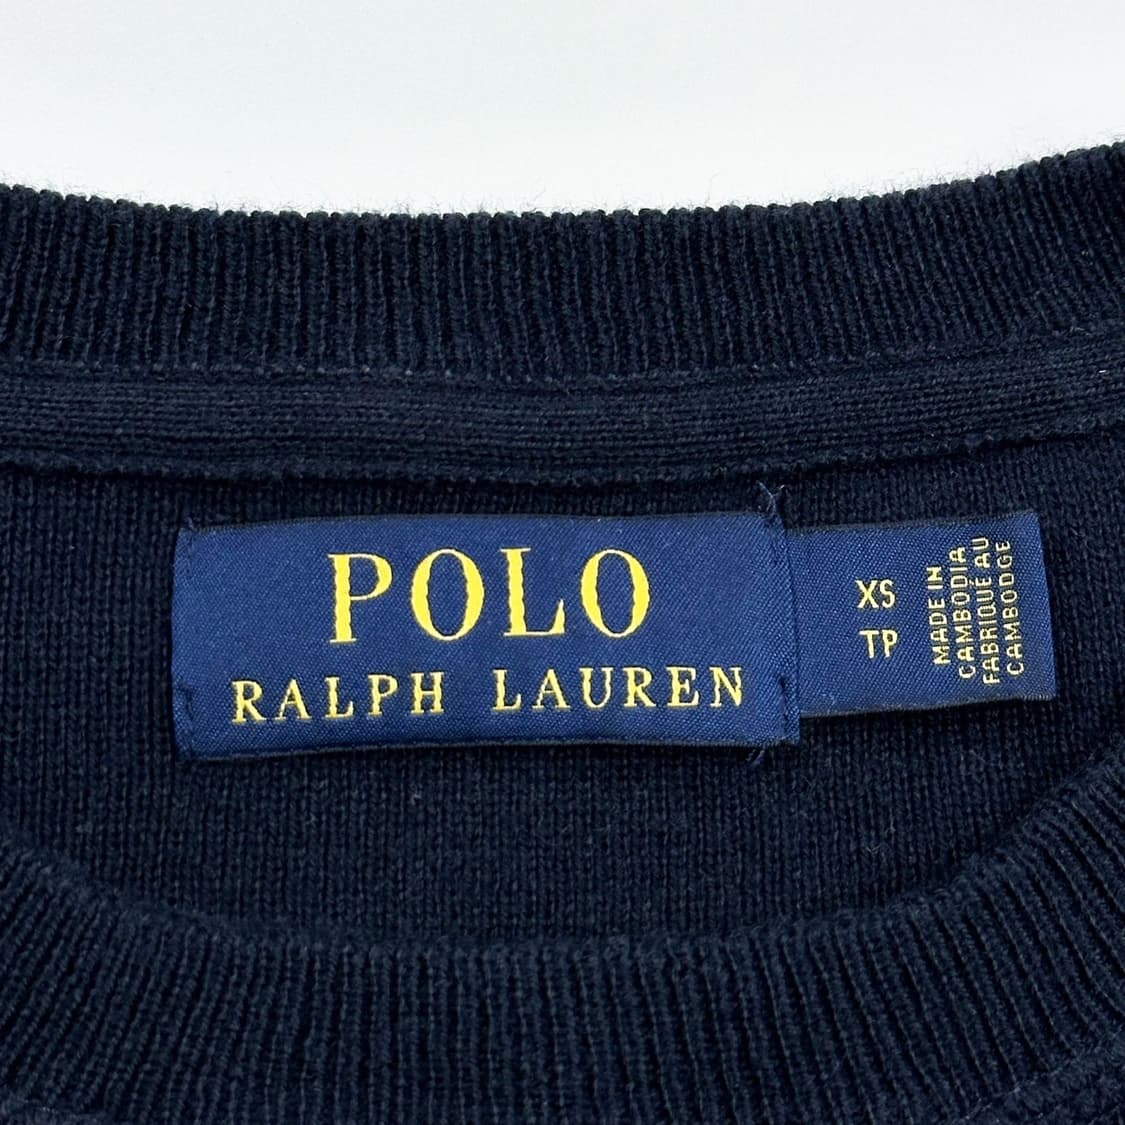 POLO
RALPH LAUREN
XS
TP
MADE IN
CAMBODIA
FABRIQUÉ AU
CAMBODGE